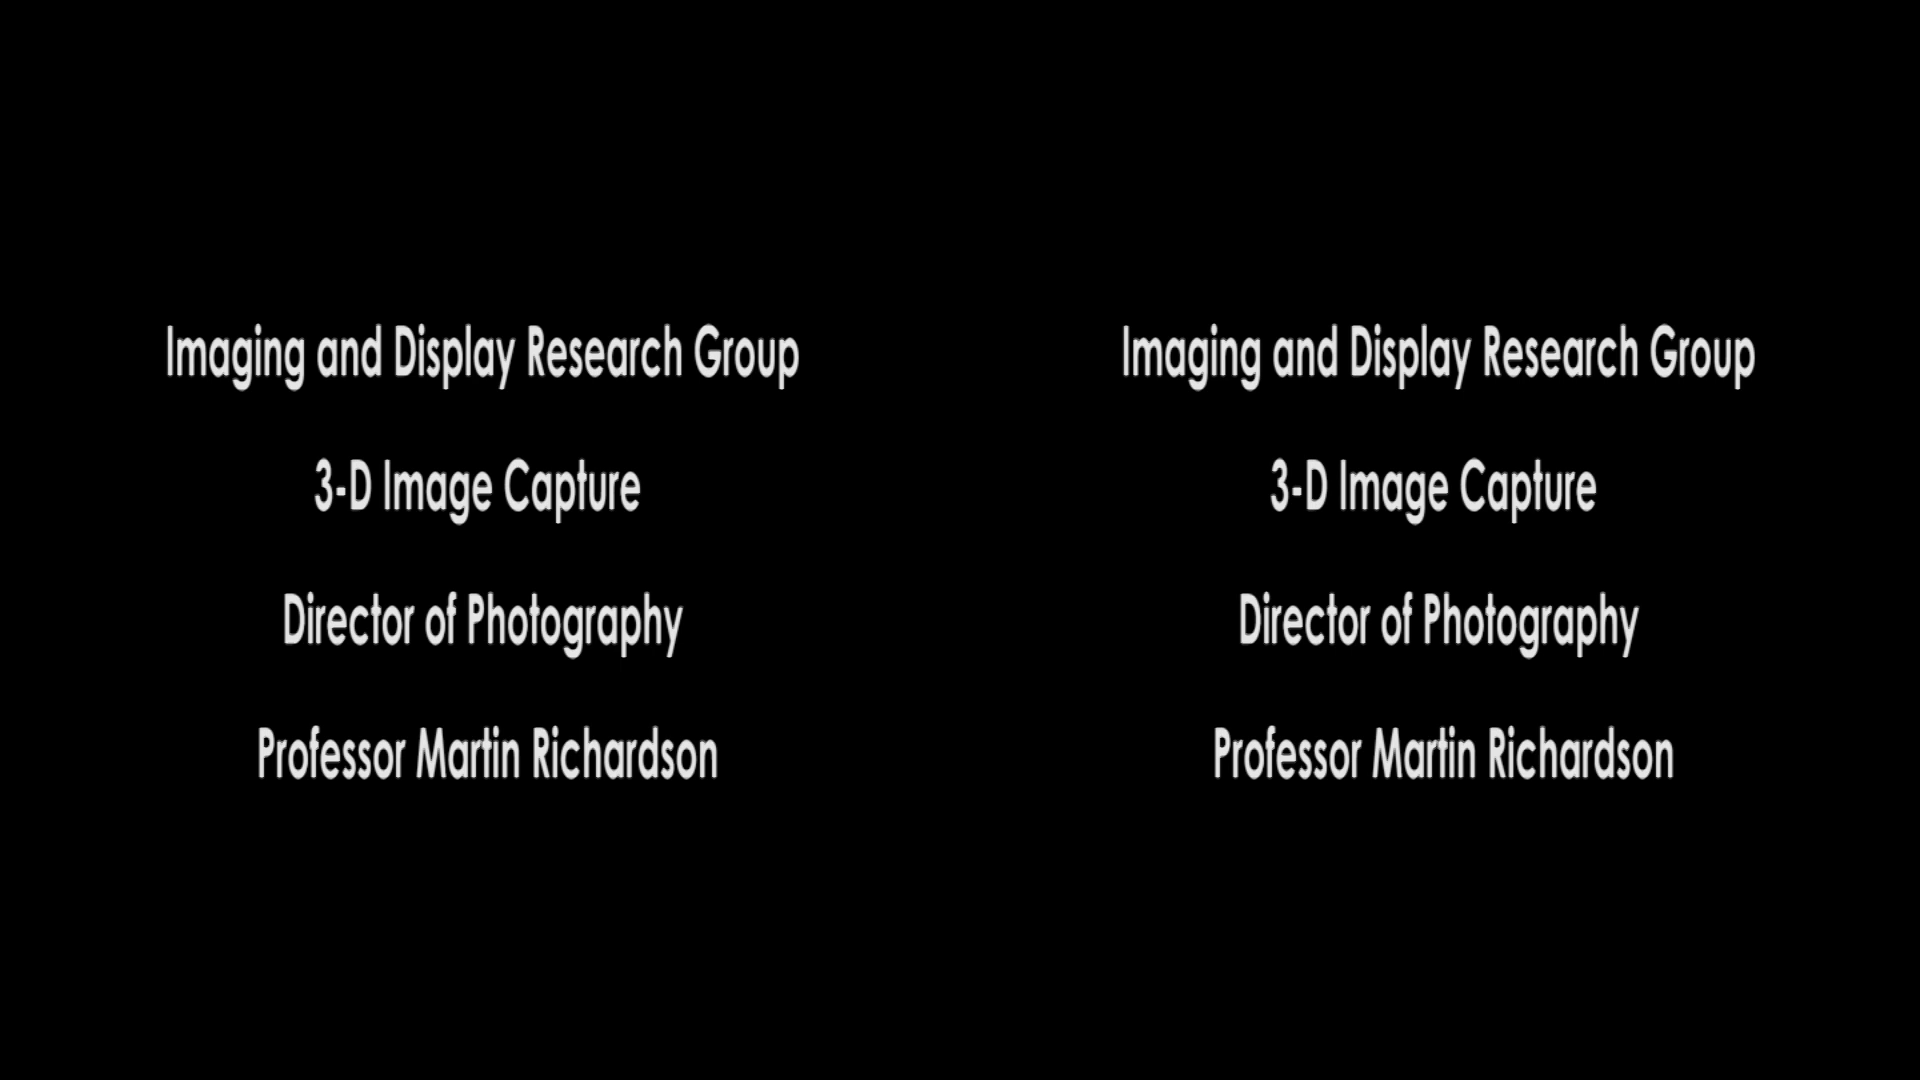 Imaging and Display Research Group
3-D Image Capture
Director of Photography
Professor Martin Richardson
Imaging and Display Research Group
3-D Image Capture
Director of Photography
Professor Martin Richardson